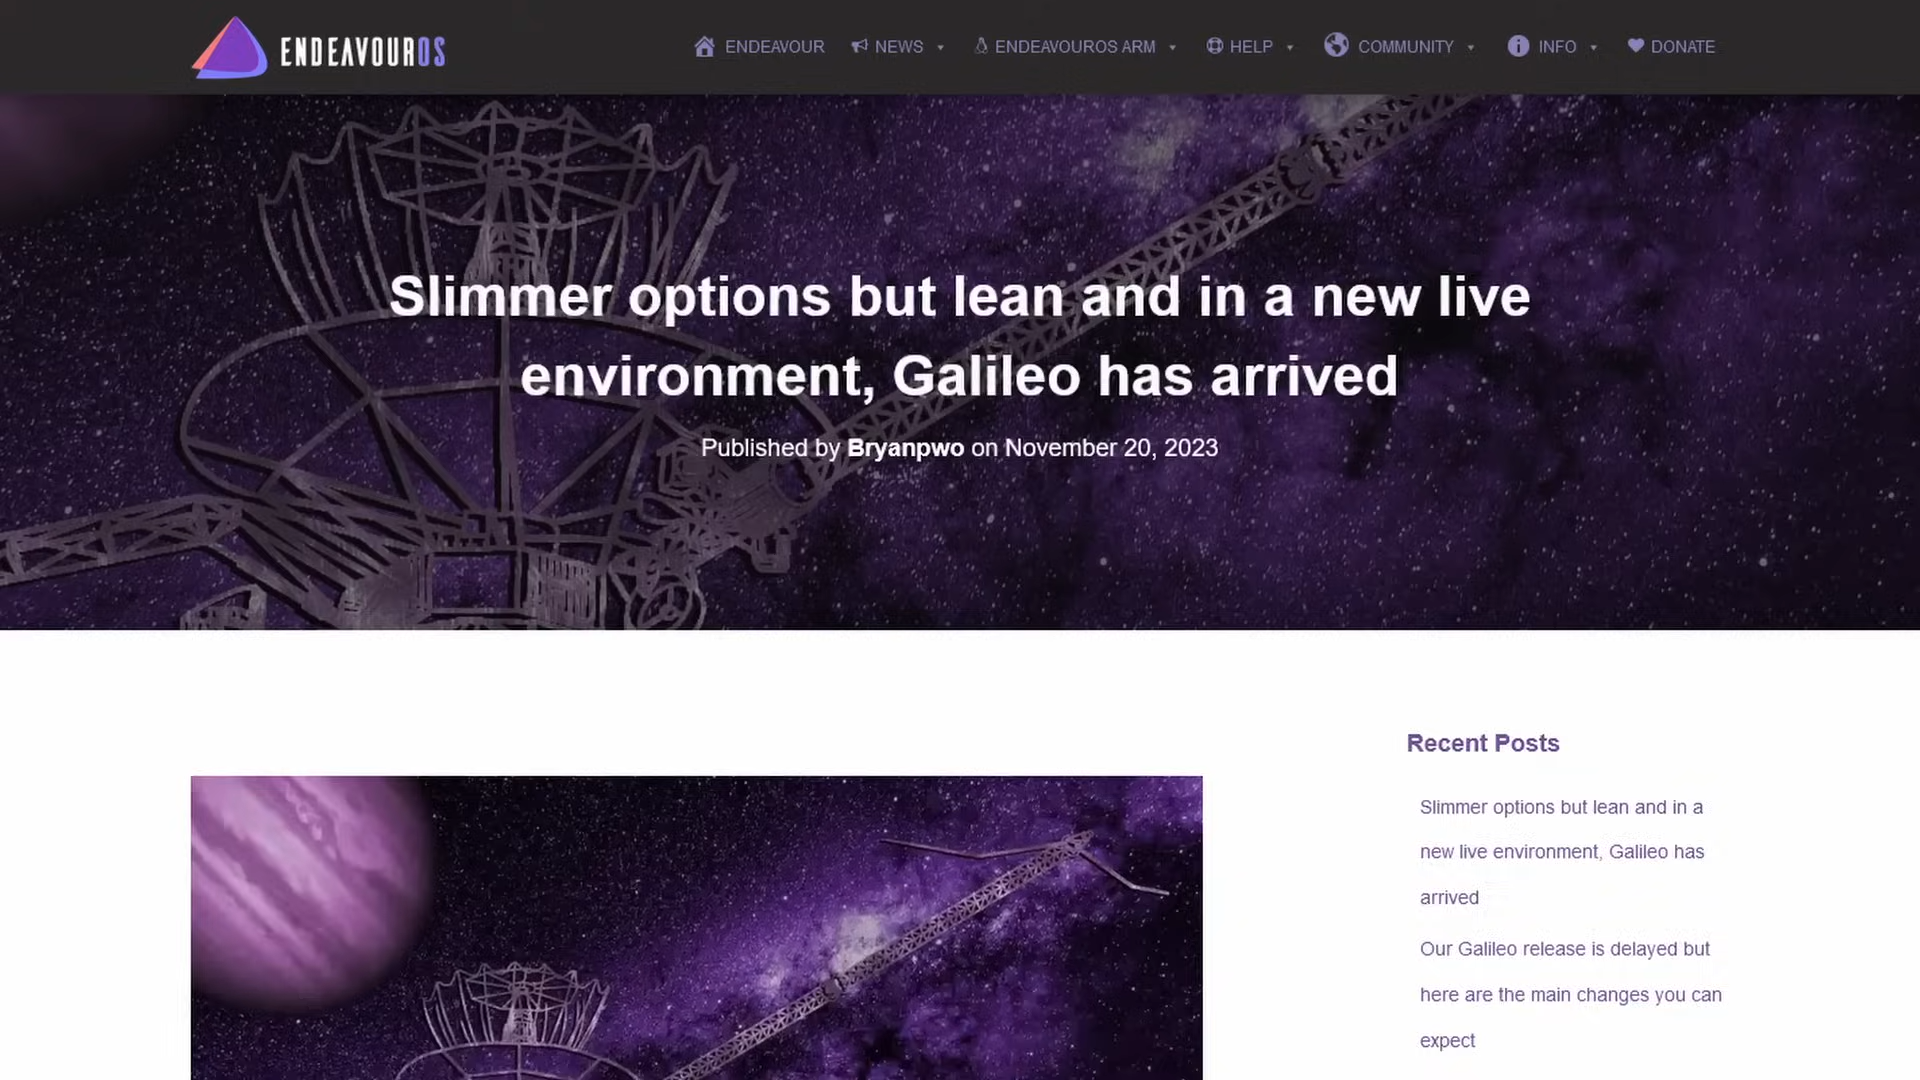 ENDEAVOUROS
ENDEAVOUR NEWS ENDEAVOUROS ARM HELP COMMUNITY INFO DONATE
Slimmer options but lean and in a new live
environment, Galileo has arrived
Published by Bryanpwo on November 20, 2023
Recent Posts
Slimmer options but lean and in a
new live environment, Galileo has
arrived
Our Galileo release is delayed but
here are the main changes you can
expect